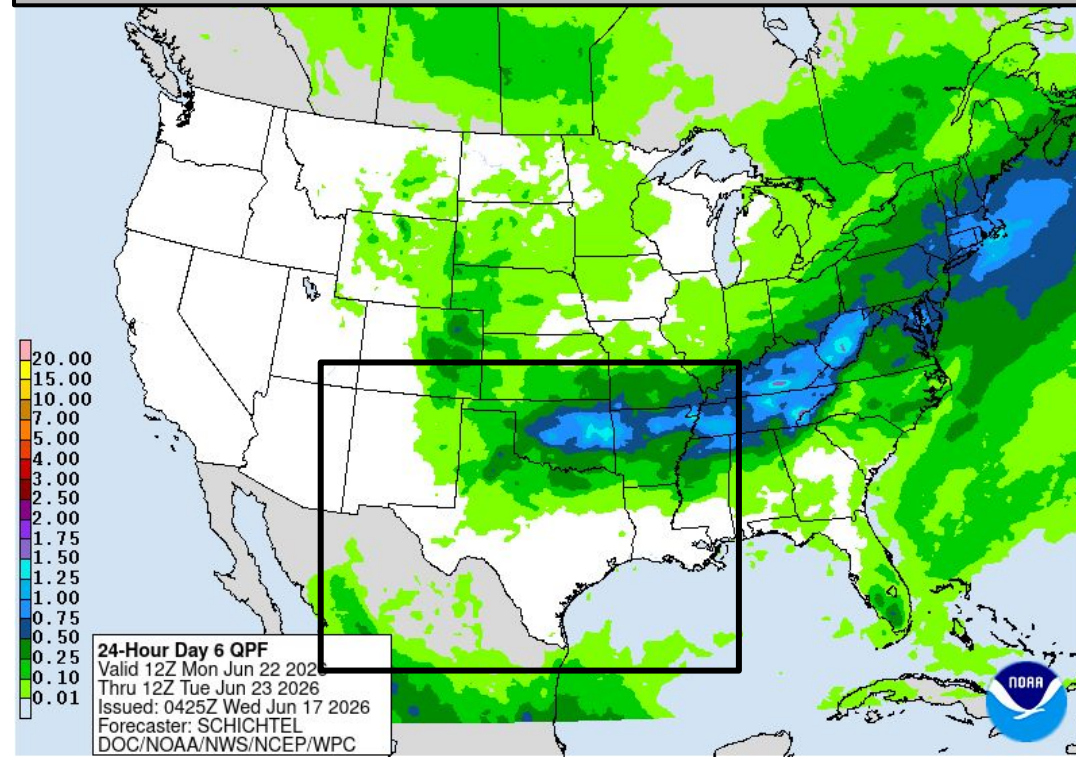 20.00
15.00
10.00
7.00
5.00
4.00
3.00
2.50
2.00
1.75
1.50
1.25
1.00
0.75
0.50
0.25
0.10
0.01
24-Hour Day 6 QPF
Valid 12Z Mon Jun 22 2026
Thru 12Z Tue Jun 23 2026
Issued: 0425Z Wed Jun 17 2026
Forecaster: SCHICHTEL
DOC/NOAA/NWS/NCEP/WPC
NOAA